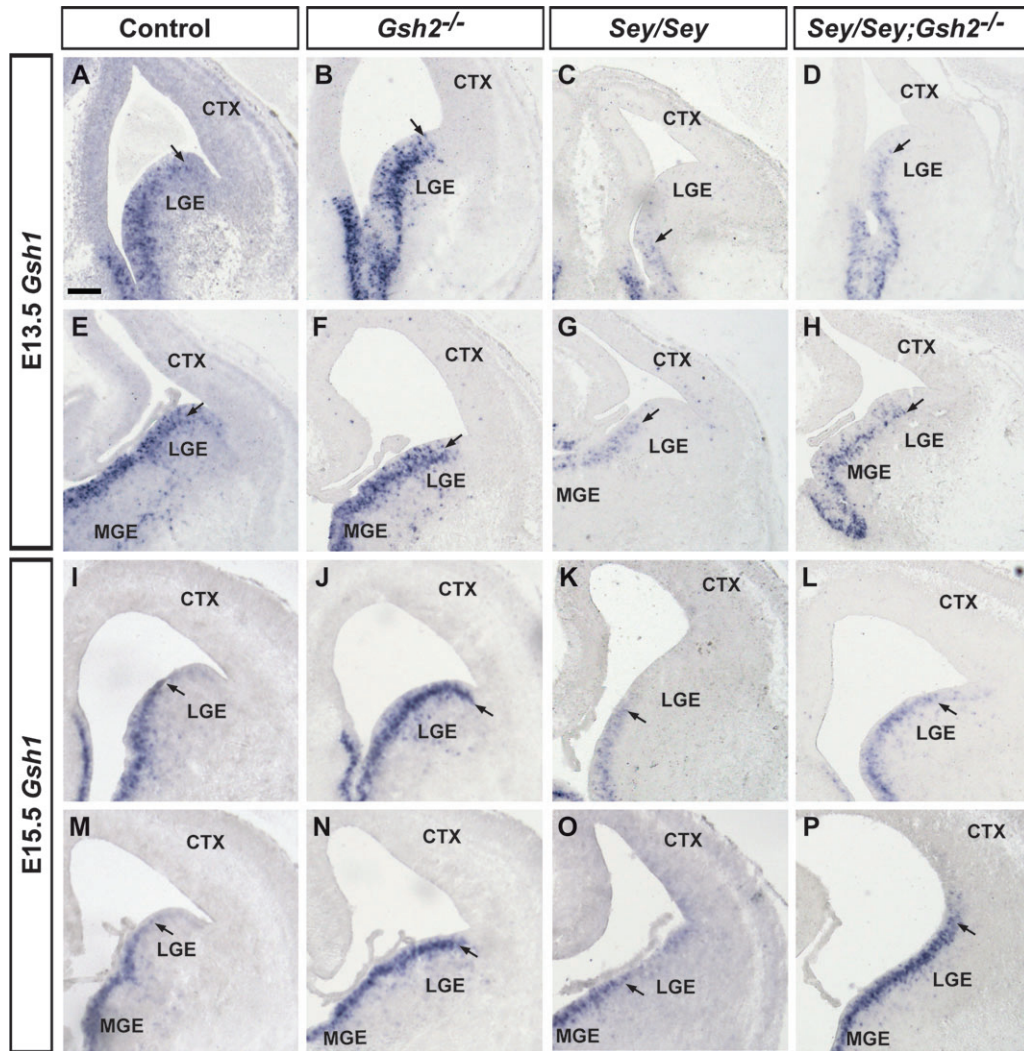 Control Gsh2-/- Sey/Sey Sey/Sey;Gsh2-/-
E13.5 Gsh1
A CTX LGE
B CTX LGE
C CTX LGE
D CTX LGE
E CTX LGE MGE
F CTX LGE MGE
G CTX LGE MGE
H CTX LGE MGE
E15.5 Gsh1
I CTX LGE
J CTX LGE
K CTX LGE
L CTX LGE
M CTX LGE MGE
N CTX LGE MGE
O CTX LGE MGE
P CTX LGE MGE